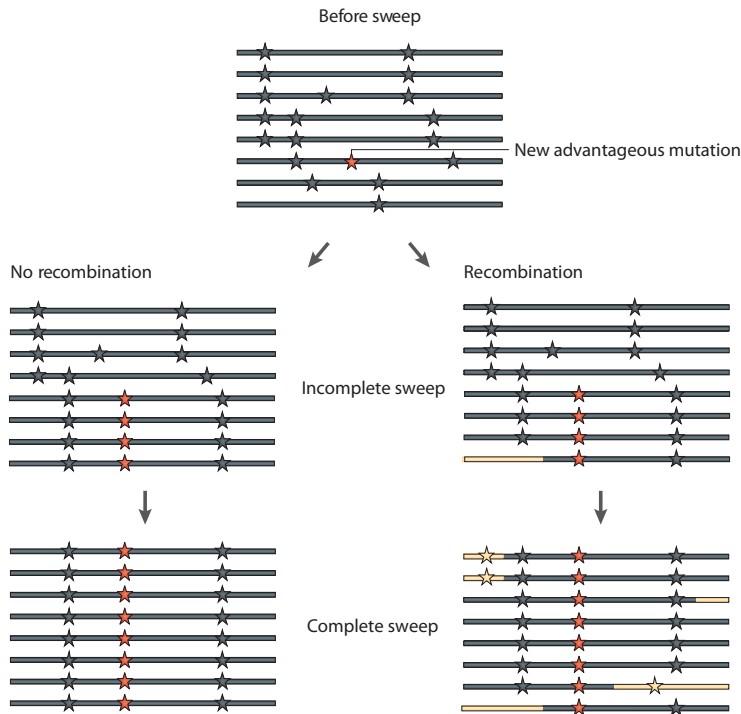 Before sweep
New advantageous mutation
No recombination
Recombination
Incomplete sweep
Complete sweep